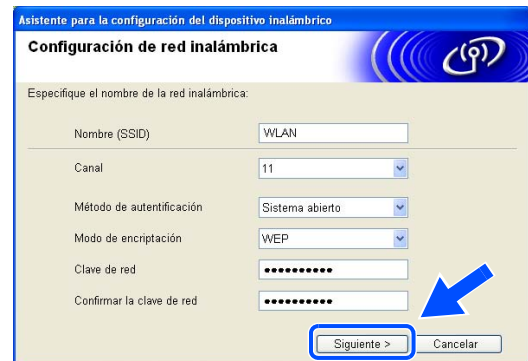 Asistente para la configuración del dispositivo inalámbrico
Configuración de red inalámbrica
Especifique el nombre de la red inalámbrica:
Nombre (SSID) WLAN
Canal 11
Método de autentificación Sistema abierto
Modo de encriptación WEP
Clave de red ●●●●●●●●●●
Confirmar la clave de red ●●●●●●●●●●
Siguiente > Cancelar